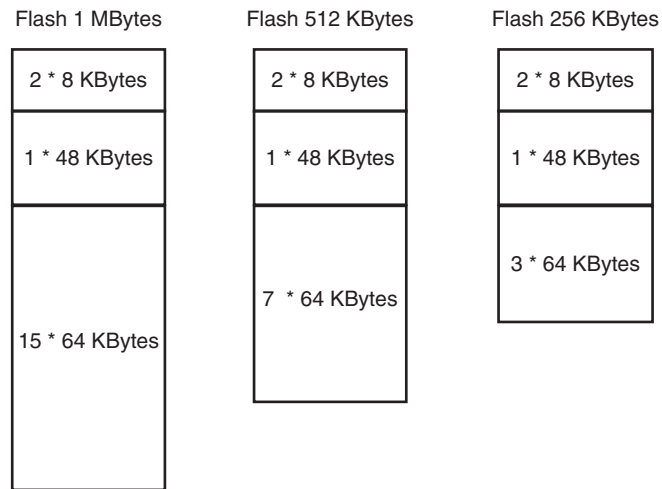 Flash 1 MBytes
2 * 8 KBytes
1 * 48 KBytes
15 * 64 KBytes
Flash 512 KBytes
2 * 8 KBytes
1 * 48 KBytes
7 * 64 KBytes
Flash 256 KBytes
2 * 8 KBytes
1 * 48 KBytes
3 * 64 KBytes